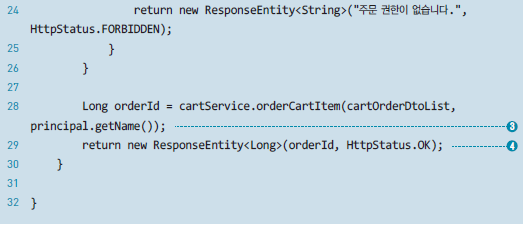 24                return new ResponseEntity<String>("주문 권한이 없습니다.",
HttpStatus.FORBIDDEN);
25            }
26        }
27
28        Long orderId = cartService.orderCartItem(cartOrderDtoList,
principal.getName()); ❸
29        return new ResponseEntity<Long>(orderId, HttpStatus.OK); ❹
30    }
31
32 }